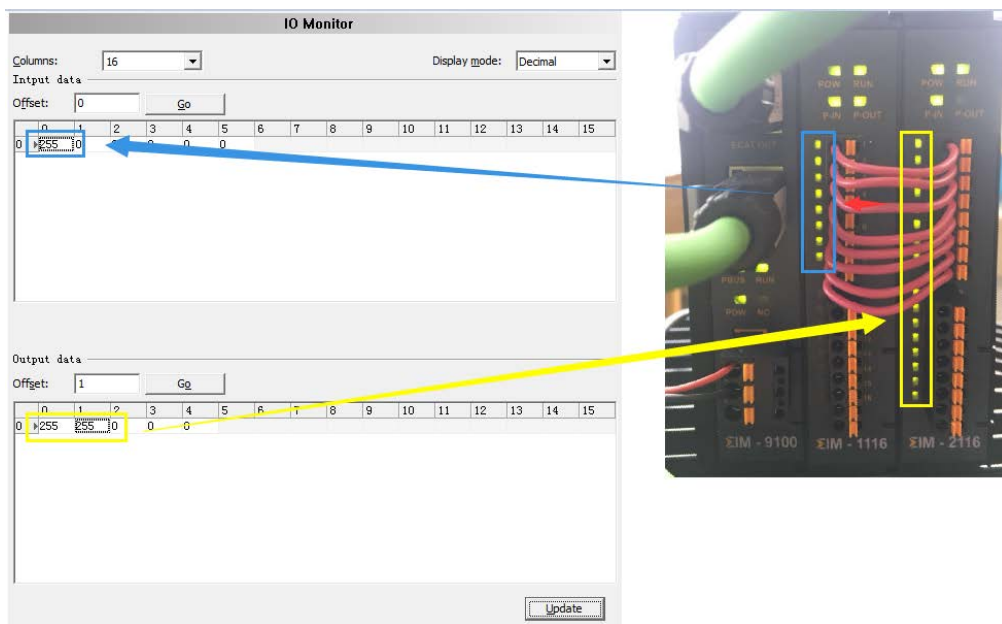 IO Monitor
Columns: 16 Display mode: Decimal
Intput data
Offset: 0 Go
0 1 2 3 4 5 6 7 8 9 10 11 12 13 14 15
0 255 0 0 0 0
Output data
Offset: 1 Go
0 1 2 3 4 5 6 7 8 9 10 11 12 13 14 15
0 255 255 0 0 0
Update
POW RUN
P-IN P-OUT
POW RUN
P-IN P-OUT
ECAT OUT
PBUS RUN
POW NC
ΣIM - 9100
ΣIM - 1116
ΣIM - 2116